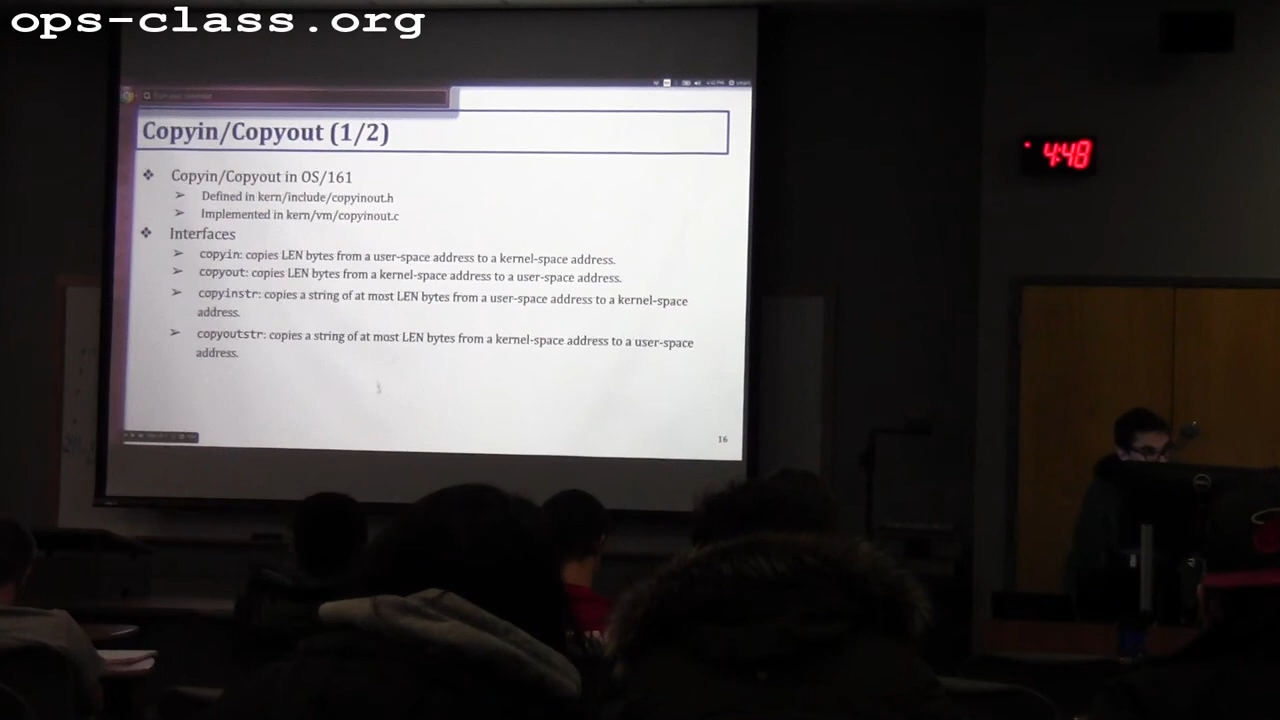 ops-class.org
Copyin/Copyout (1/2)
❖ Copyin/Copyout in OS/161
➢ Defined in kern/include/copyinout.h
➢ Implemented in kern/vm/copyinout.c
❖ Interfaces
➢ copyin: copies LEN bytes from a user-space address to a kernel-space address.
➢ copyout: copies LEN bytes from a kernel-space address to a user-space address.
➢ copyinstr: copies a string of at most LEN bytes from a user-space address to a kernel-space
address.
➢ copyoutstr: copies a string of at most LEN bytes from a kernel-space address to a user-space
address.
16
4:48